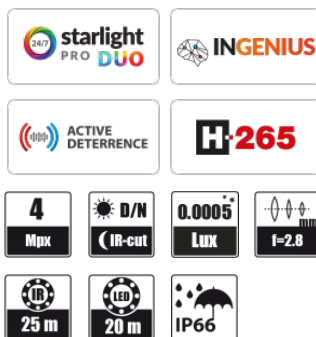 24/7 starlight
PRO DUO
INGENIUS
ACTIVE
DETERRENCE
H·265
4
Mpx
D/N
IR-cut
0.0005
Lux
mm
f=2.8
IR
25 m
LED
20 m
IP66